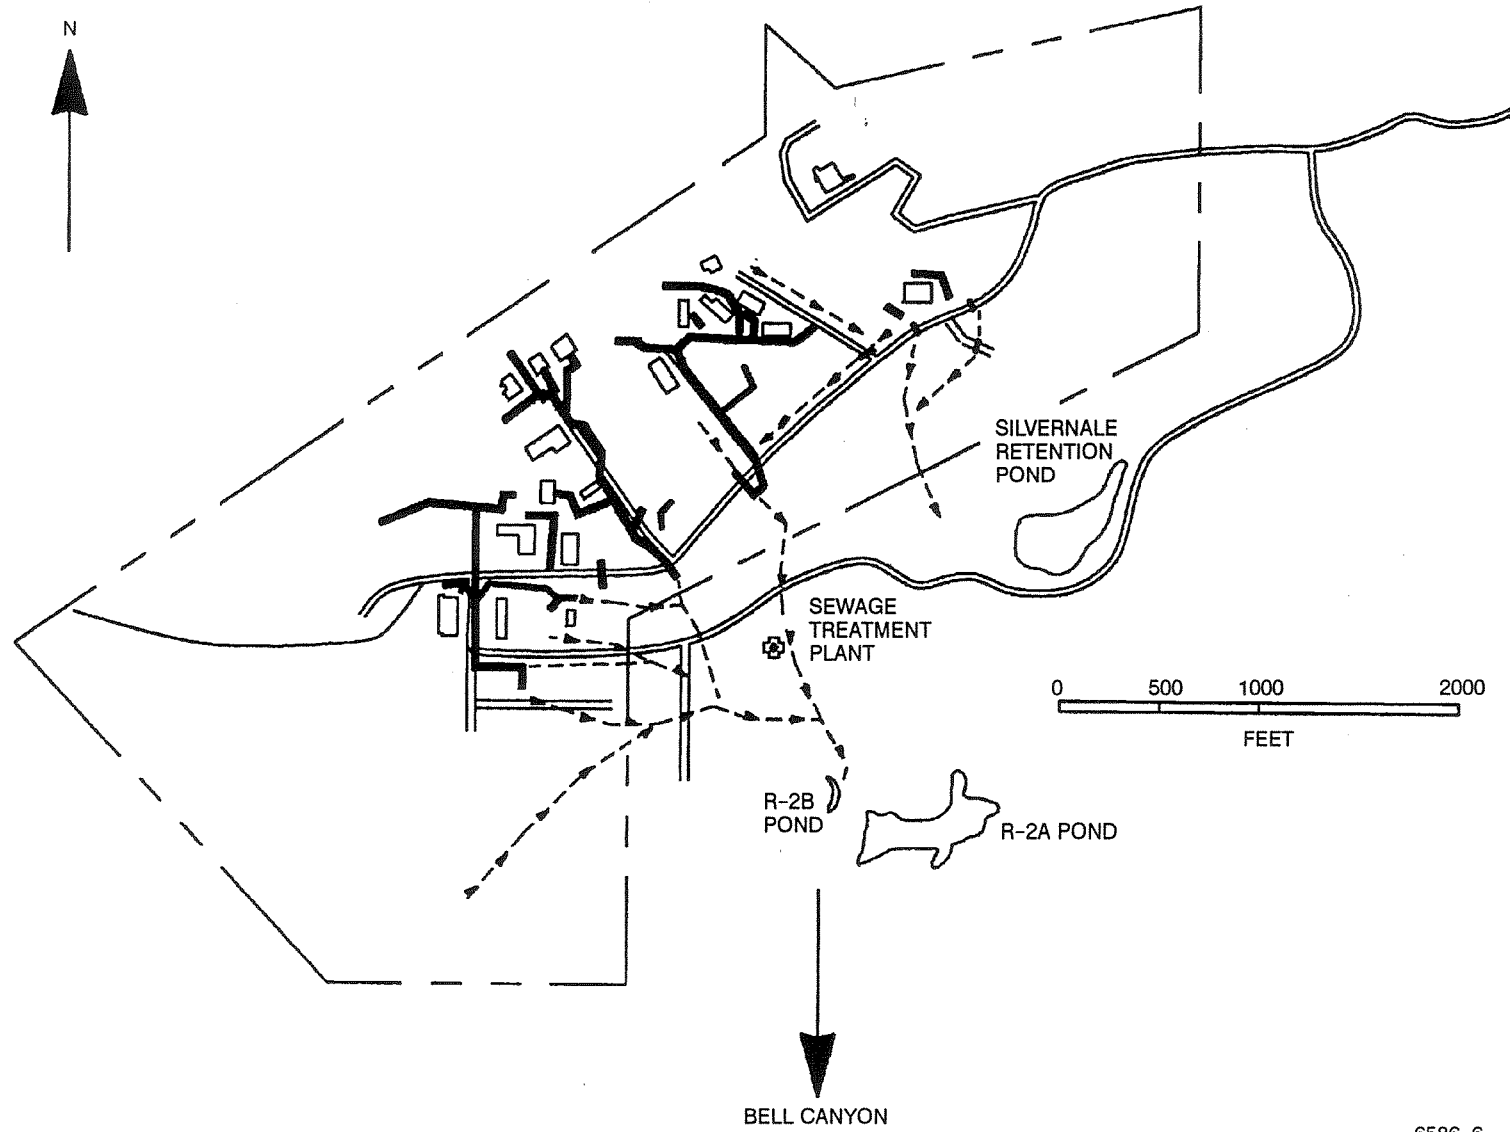 N
SILVERNALE
RETENTION
POND
SEWAGE
TREATMENT
PLANT
0 500 1000 2000
FEET
R-2B
POND
R-2A POND
BELL CANYON